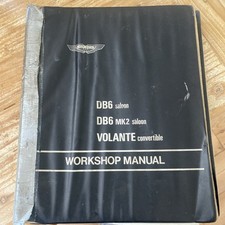 DB6 saloon
DB6 MK2 saloon
VOLANTE convertible
WORKSHOP MANUAL